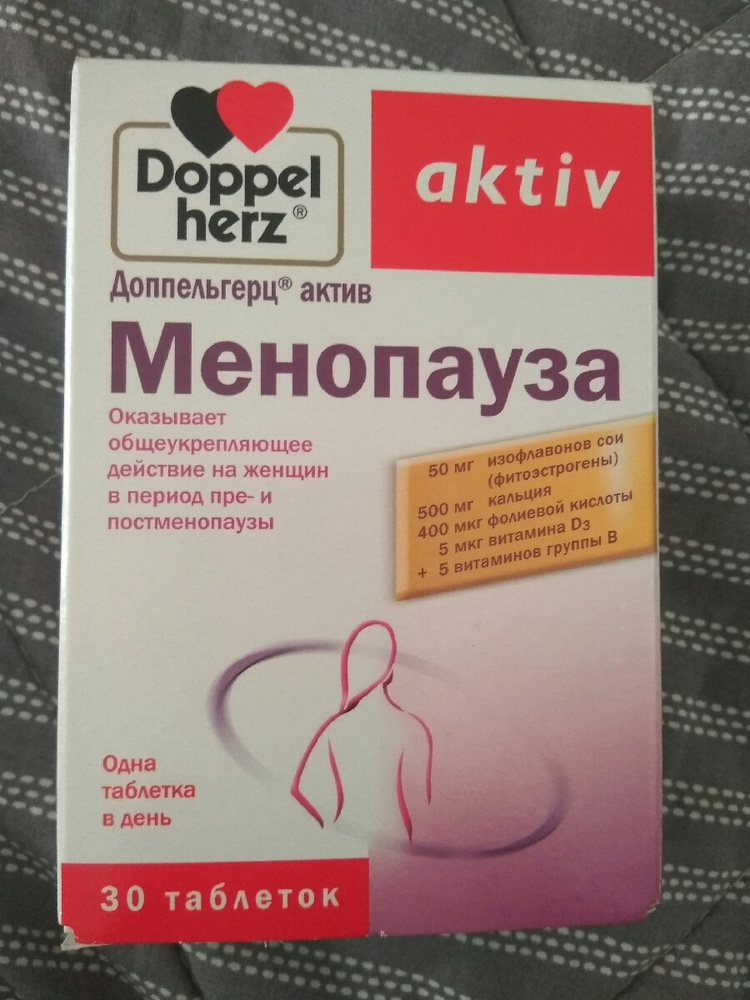 Doppel
herz®
aktiv
Доппельгерц® актив
Менопауза
Оказывает
общеукрепляющее
действие на женщин
в период пре- и
постменопаузы
50 мг изофлавонов сои
(фитоэстрогены)
500 мг кальция
400 мкг фолиевой кислоты
5 мкг витамина D3
+ 5 витаминов группы B
Одна
таблетка
в день
30 таблеток